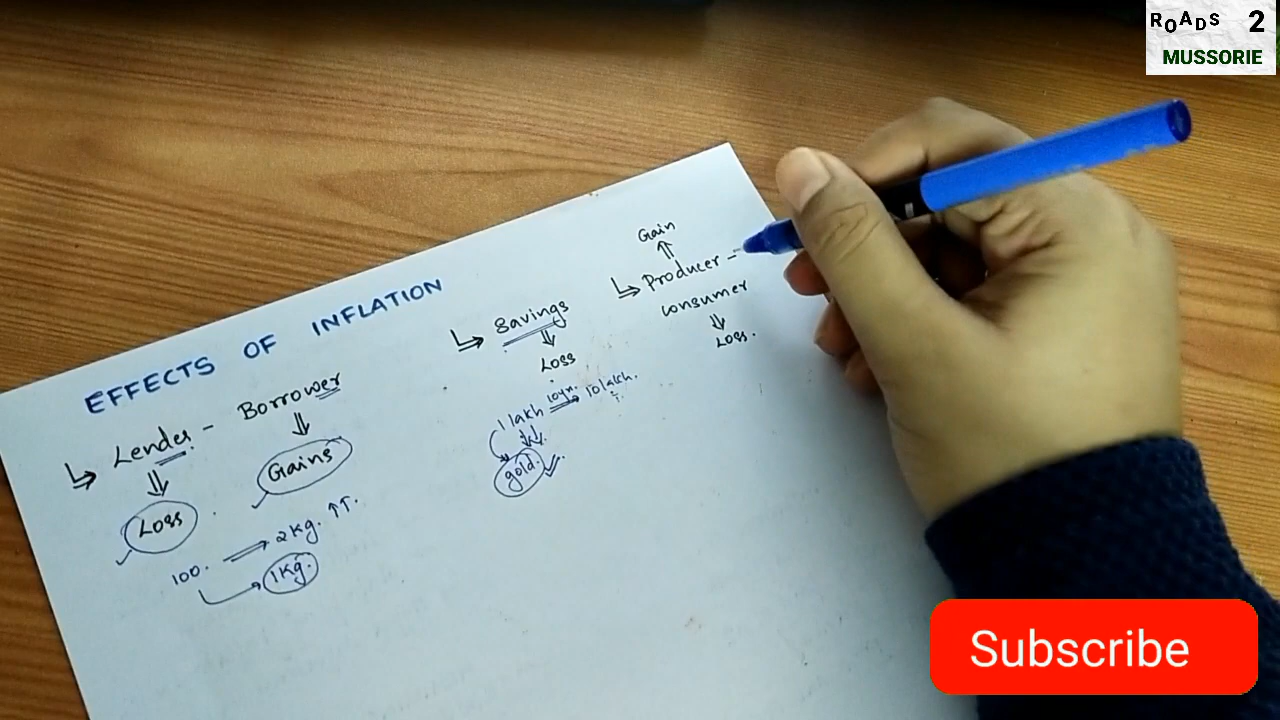 ROADS 2
MUSSORIE
EFFECTS OF INFLATION
Lender - Borrower
Loss
Gains
100. 2kg. ↑T.
1kg.
Savings
Loss
1 lakh 10yr. 10 lakh.
gold.
Gain
Producer -
consumer
Loss.
Subscribe